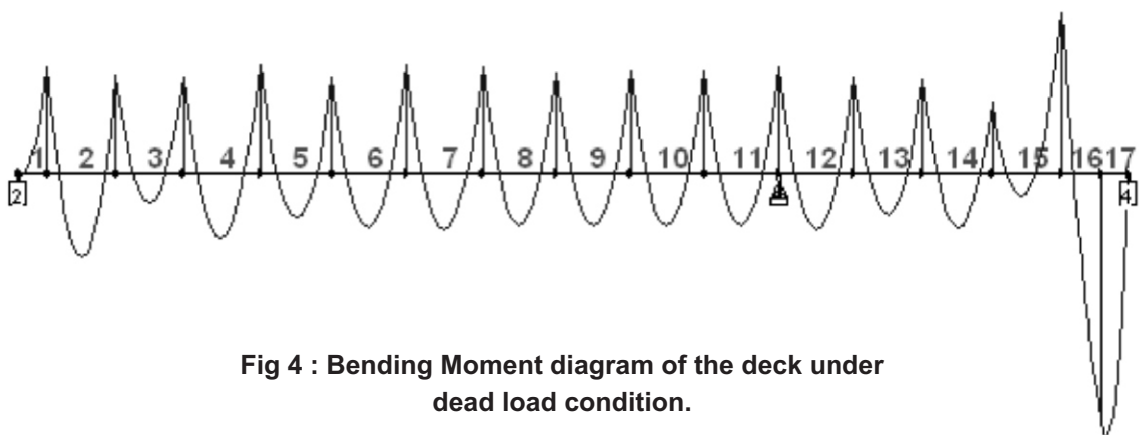 1 2 3 4 5 6 7 8 9 10 11 12 13 14 15 16 17
2 4
Fig 4 : Bending Moment diagram of the deck under
dead load condition.